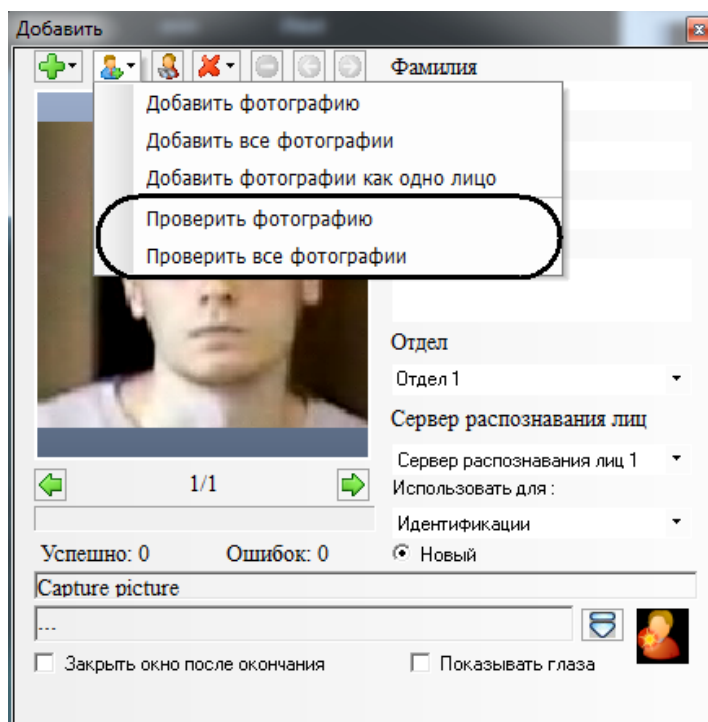 Добавить
Фамилия
Добавить фотографию
Добавить все фотографии
Добавить фотографии как одно лицо
Проверить фотографию
Проверить все фотографии
Отдел
Отдел 1
Сервер распознавания лиц
Сервер распознавания лиц 1
1/1
Использовать для :
Идентификации
Успешно: 0 Ошибок: 0
Новый
Capture picture
...
Закрыть окно после окончания
Показывать глаза